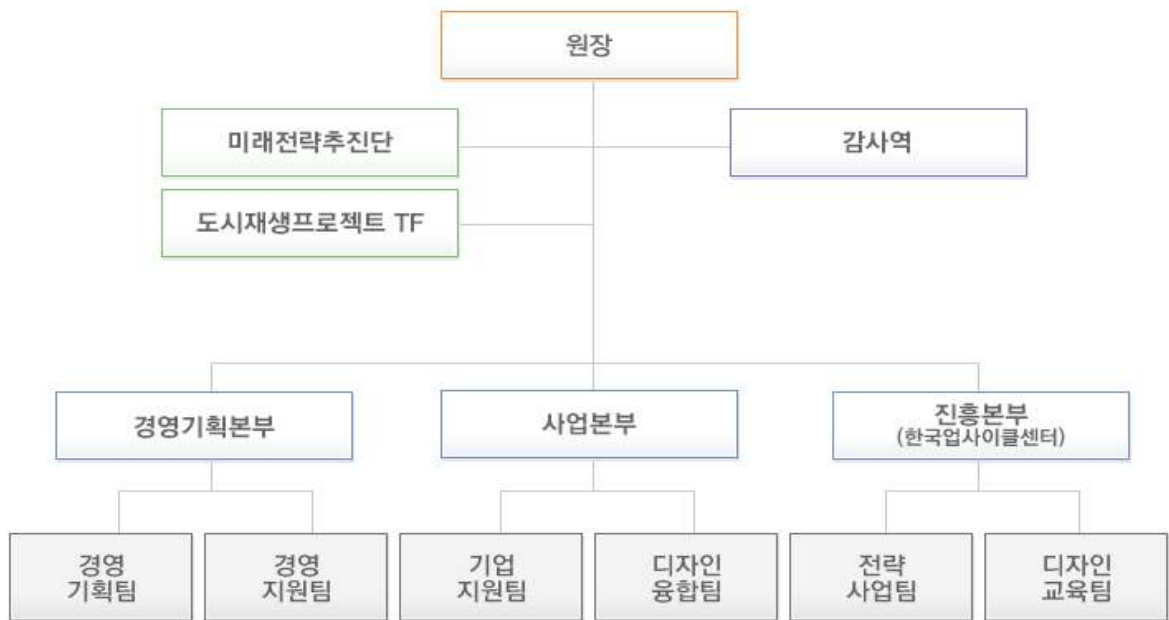 원장
미래전략추진단
감사역
도시재생프로젝트 TF
경영기획본부
사업본부
진흥본부
(한국업사이클센터)
경영
기획팀
경영
지원팀
기업
지원팀
디자인
융합팀
전략
사업팀
디자인
교육팀